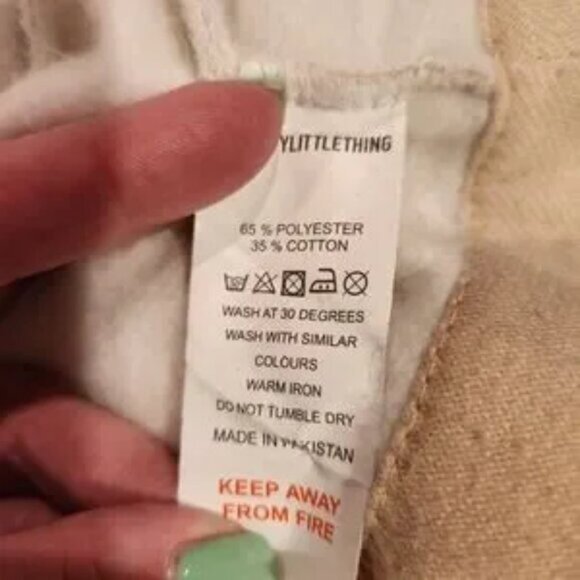 YLITTLETHING
65 % POLYESTER
35 % COTTON
WASH AT 30 DEGREES
WASH WITH SIMILAR
COLOURS
WARM IRON
DO NOT TUMBLE DRY
MADE IN PAKISTAN
KEEP AWAY
FROM FIRE